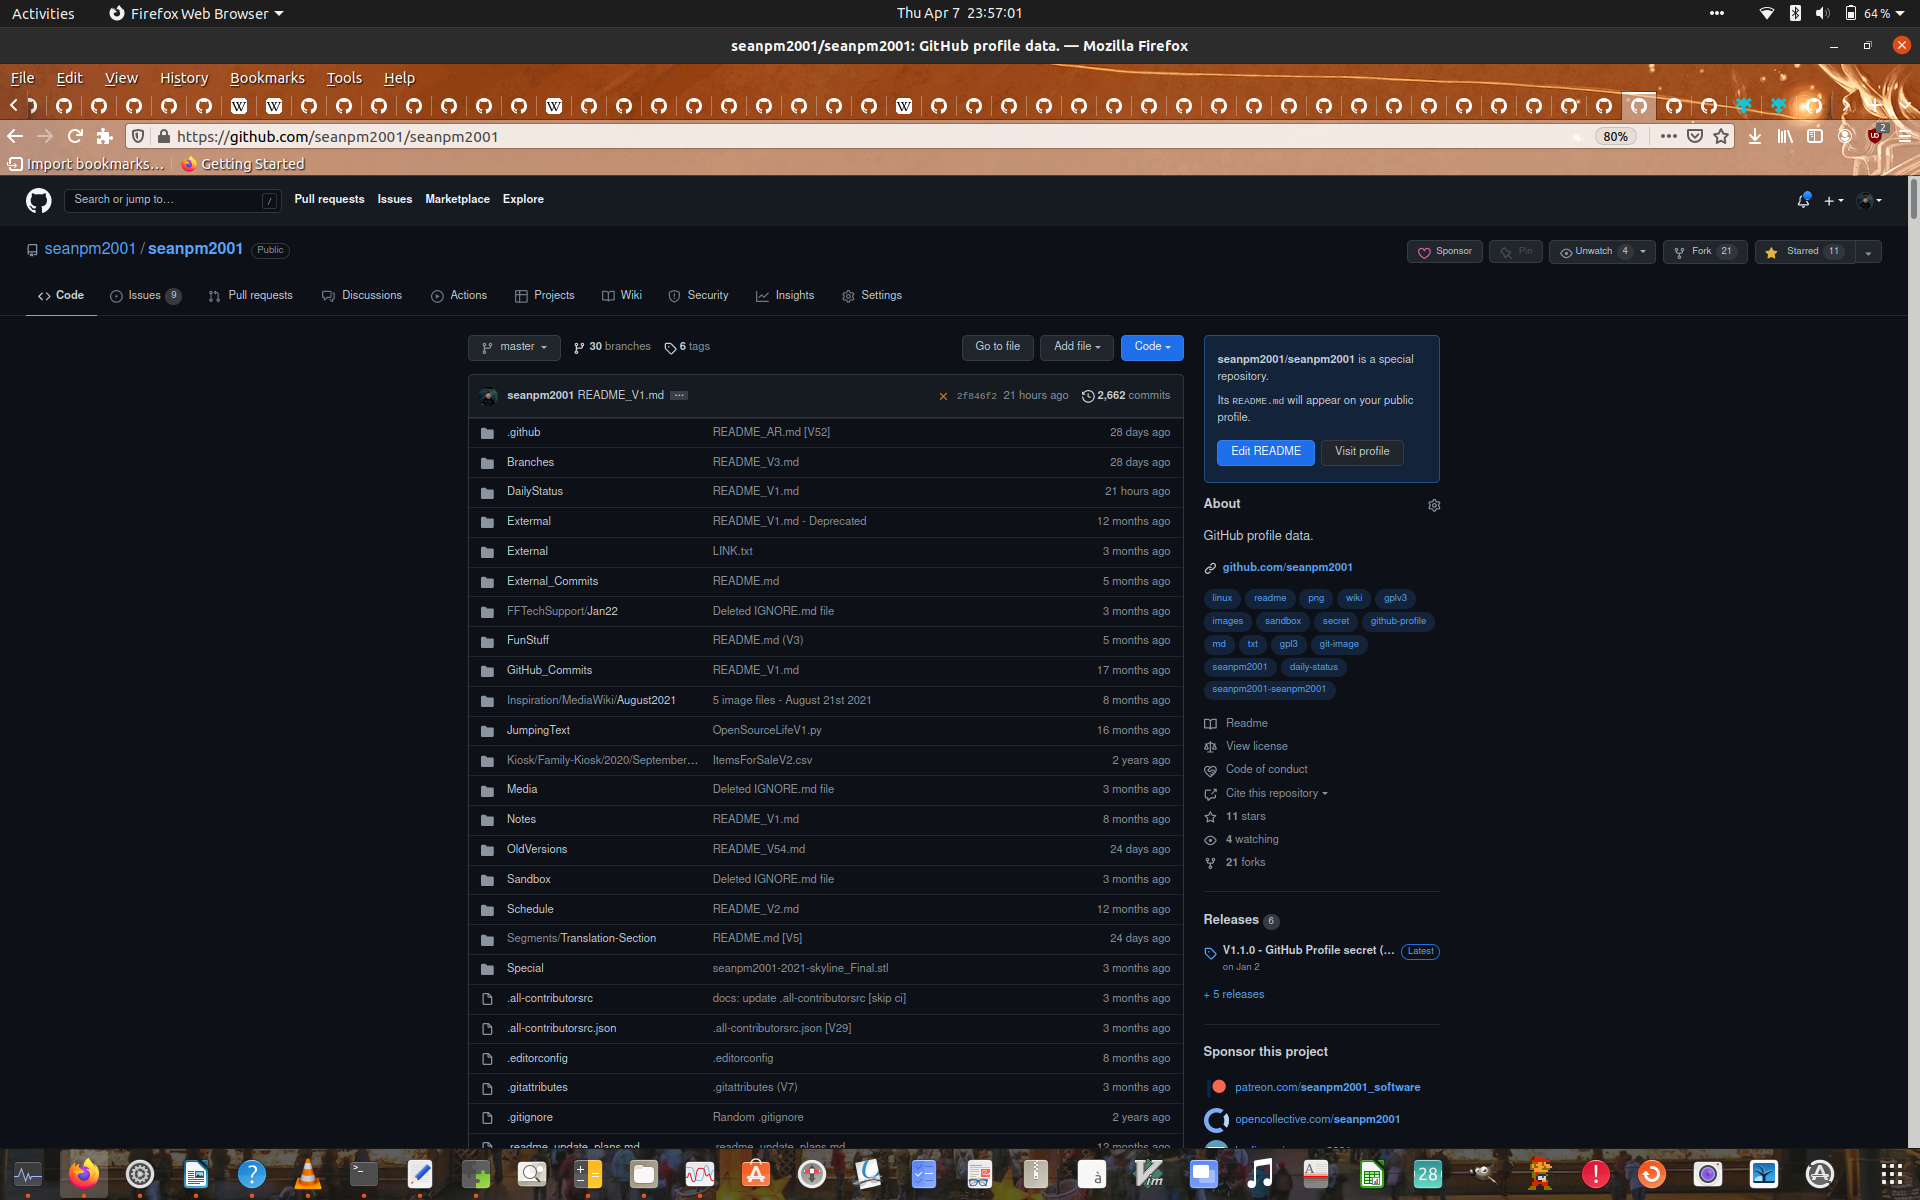 Activities
Firefox Web Browser
Thu Apr 7 23:57:01
64%
seanpm2001/seanpm2001: GitHub profile data. — Mozilla Firefox
File Edit View History Bookmarks Tools Help
https://github.com/seanpm2001/seanpm2001
80%
2
Import bookmarks…
Getting Started
Search or jump to…
/
Pull requests
Issues
Marketplace
Explore
seanpm2001 / seanpm2001
Public
Sponsor
Pin
Unwatch 4
Fork 21
Starred 11
Code
Issues 9
Pull requests
Discussions
Actions
Projects
Wiki
Security
Insights
Settings
master
30 branches
6 tags
Go to file
Add file
Code
seanpm2001 README_V1.md
2f846f2 21 hours ago
2,662 commits
.github README_AR.md [V52] 28 days ago
Branches README_V3.md 28 days ago
DailyStatus README_V1.md 21 hours ago
Extermal README_V1.md - Deprecated 12 months ago
External LINK.txt 3 months ago
External_Commits README.md 5 months ago
FFTechSupport/Jan22 Deleted IGNORE.md file 3 months ago
FunStuff README.md (V3) 5 months ago
GitHub_Commits README_V1.md 17 months ago
Inspiration/MediaWiki/August2021 5 image files - August 21st 2021 8 months ago
JumpingText OpenSourceLifeV1.py 16 months ago
Kiosk/Family-Kiosk/2020/September… ItemsForSaleV2.csv 2 years ago
Media Deleted IGNORE.md file 3 months ago
Notes README_V1.md 8 months ago
OldVersions README_V54.md 24 days ago
Sandbox Deleted IGNORE.md file 3 months ago
Schedule README_V2.md 12 months ago
Segments/Translation-Section README.md [V5] 24 days ago
Special seanpm2001-2021-skyline_Final.stl 3 months ago
.all-contributorsrc docs: update .all-contributorsrc [skip ci] 3 months ago
.all-contributorsrc.json .all-contributorsrc.json [V29] 3 months ago
.editorconfig .editorconfig 8 months ago
.gitattributes .gitattributes (V7) 3 months ago
.gitignore Random .gitignore 2 years ago
.readme_update_plans.md .readme_update_plans.md 12 months ago
seanpm2001/seanpm2001 is a special
repository.
Its README.md will appear on your public
profile.
Edit README
Visit profile
About
GitHub profile data.
github.com/seanpm2001
linux readme png wiki gplv3
images sandbox secret github-profile
md txt gpl3 git-image
seanpm2001 daily-status
seanpm2001-seanpm2001
Readme
View license
Code of conduct
Cite this repository
11 stars
4 watching
21 forks
Releases 6
V1.1.0 - GitHub Profile secret (…
Latest
on Jan 2
+ 5 releases
Sponsor this project
patreon.com/seanpm2001_software
opencollective.com/seanpm2001
28